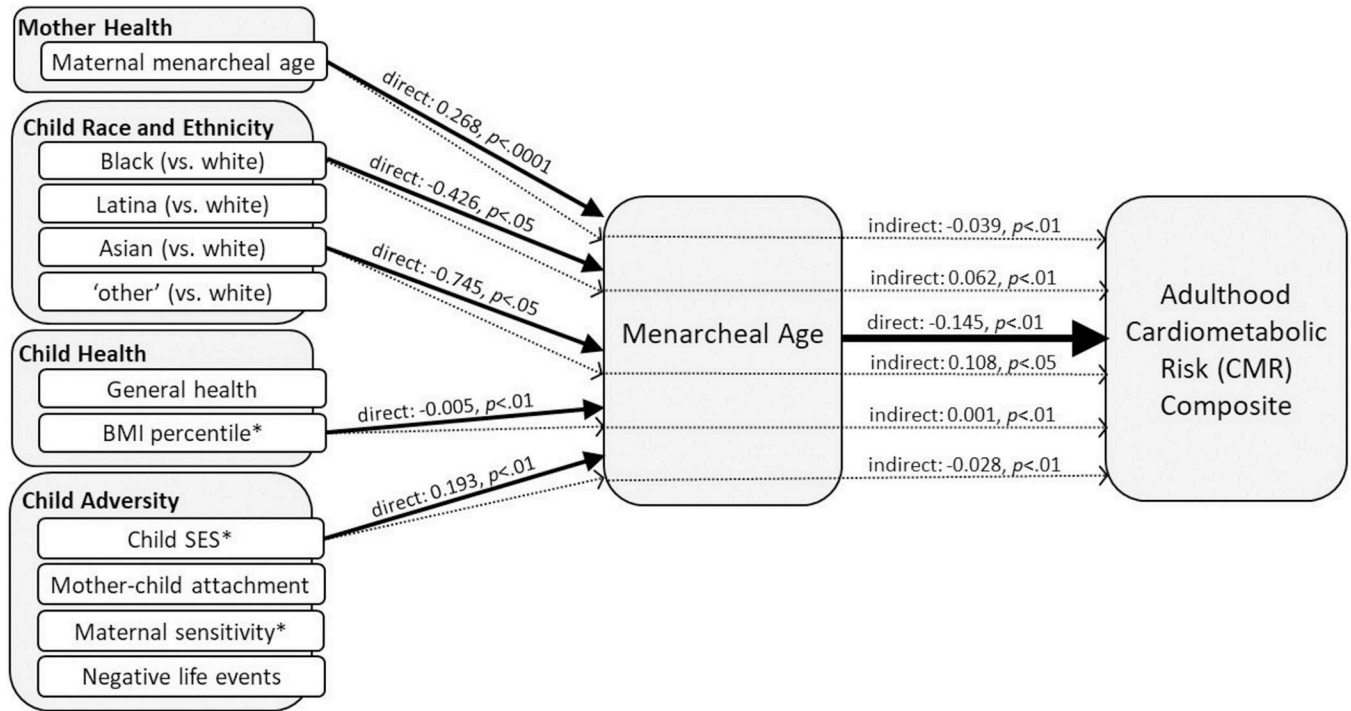 Mother Health
Maternal menarcheal age
Child Race and Ethnicity
Black (vs. white)
Latina (vs. white)
Asian (vs. white)
‘other’ (vs. white)
Child Health
General health
BMI percentile*
Child Adversity
Child SES*
Mother-child attachment
Maternal sensitivity*
Negative life events
direct: 0.268, p<.0001
direct: -0.426, p<.05
direct: -0.745, p<.05
direct: -0.005, p<.01
direct: 0.193, p<.01
Menarcheal Age
indirect: -0.039, p<.01
indirect: 0.062, p<.01
direct: -0.145, p<.01
indirect: 0.108, p<.05
indirect: 0.001, p<.01
indirect: -0.028, p<.01
Adulthood
Cardiometabolic
Risk (CMR)
Composite